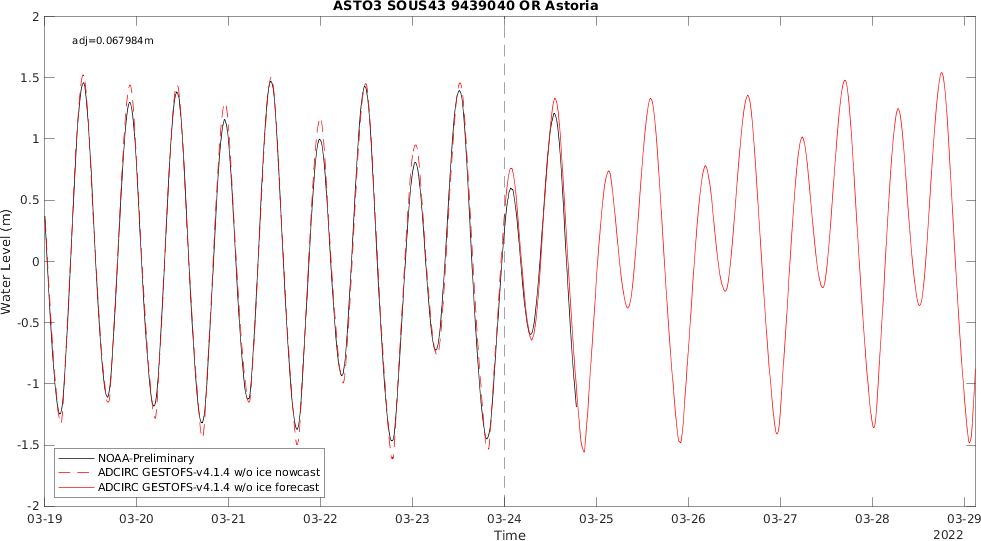 ASTO3 SOUS43 9439040 OR Astoria
adj=0.067984m
Water Level (m)
2
1.5
1
0.5
0
-0.5
-1
-1.5
-2
NOAA-Preliminary
ADCIRC GESTOFS-v4.1.4 w/o ice nowcast
ADCIRC GESTOFS-v4.1.4 w/o ice forecast
03-19 03-20 03-21 03-22 03-23 03-24 03-25 03-26 03-27 03-28 03-29
Time
2022